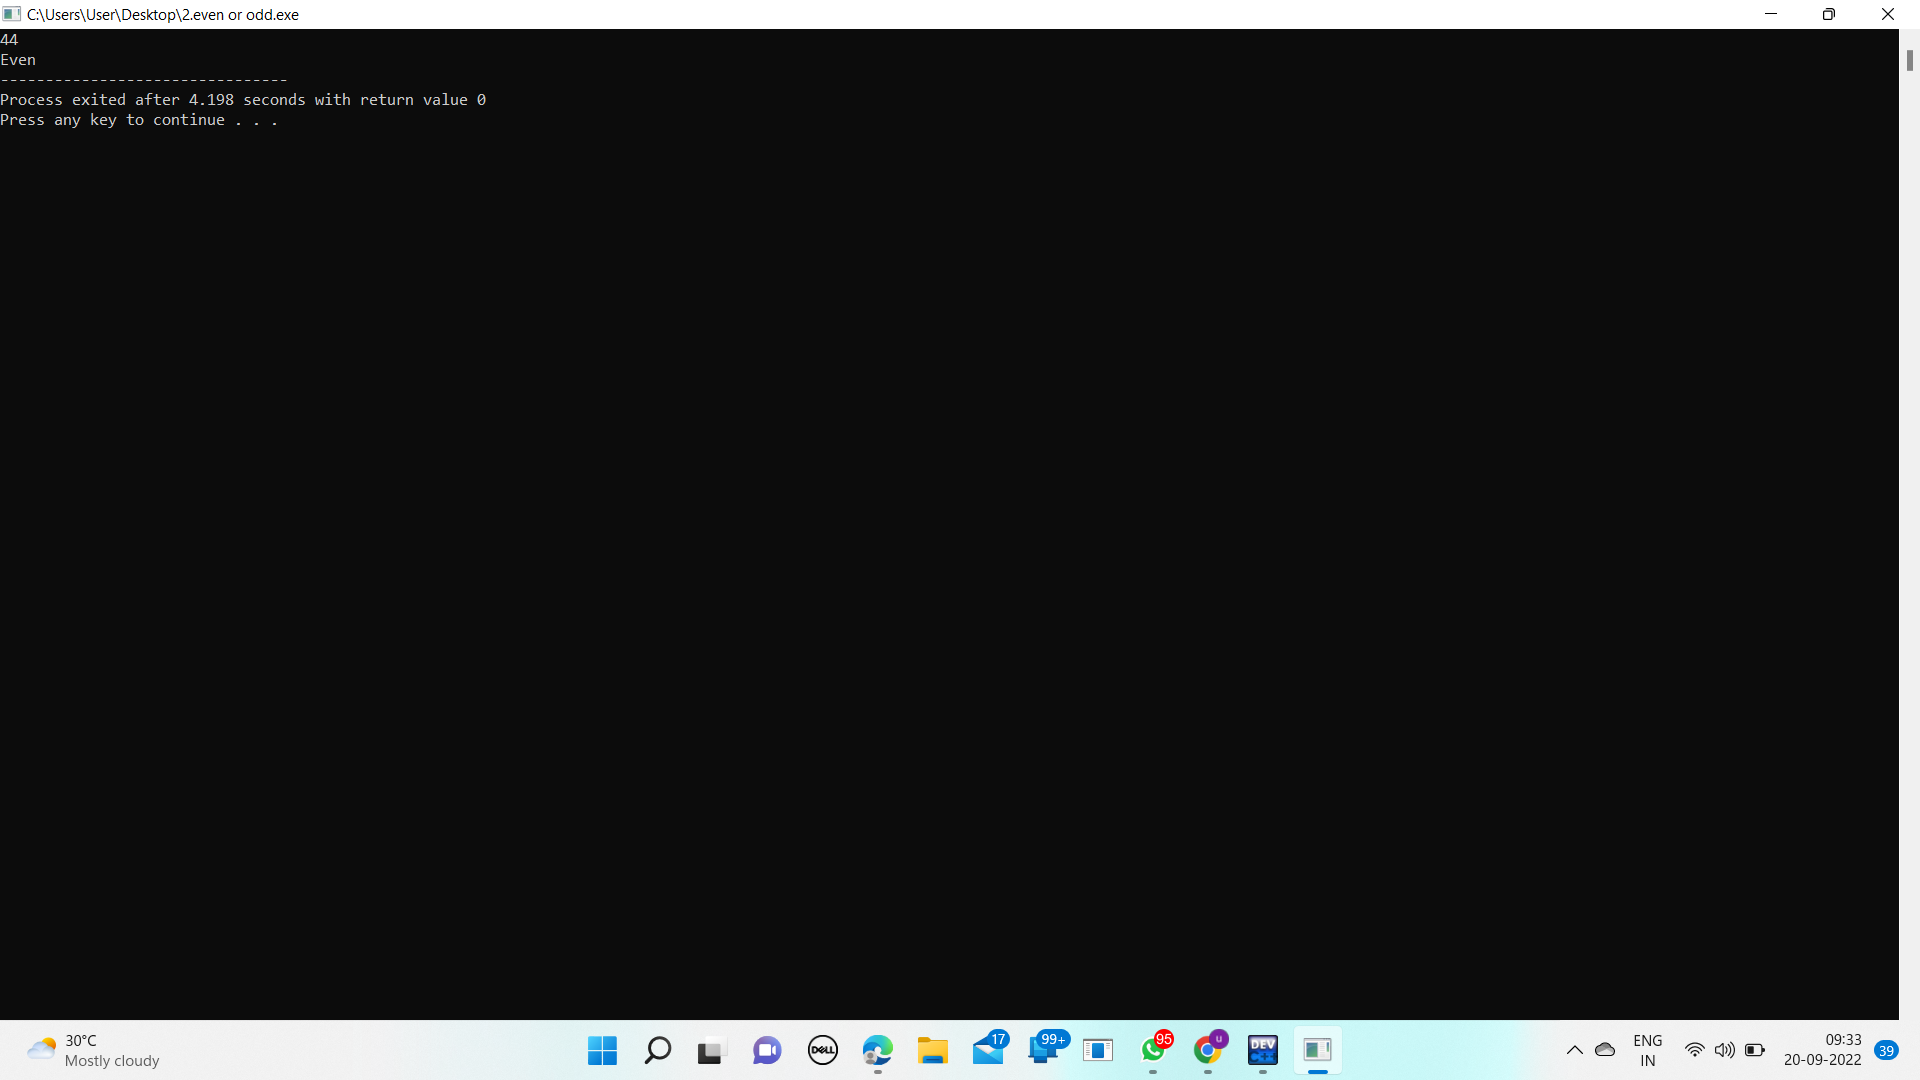 C:\Users\User\Desktop\2.even or odd.exe
44
Even
--------------------------------
Process exited after 4.198 seconds with return value 0
Press any key to continue . . .
30°C
Mostly cloudy
DELL
17
99+
95
u
DEV
C++
ENG
IN
09:33
20-09-2022
39